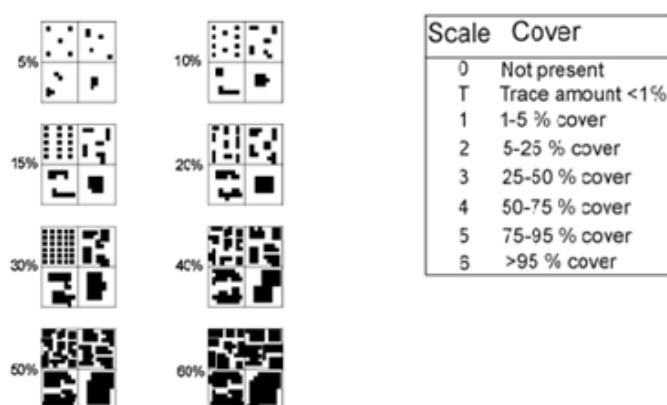 5%
10%
15%
20%
30%
40%
50%
60%
Scale Cover
0 Not present
T Trace amount <1%
1 1-5 % cover
2 5-25 % cover
3 25-50 % cover
4 50-75 % cover
5 75-95 % cover
6 >95 % cover